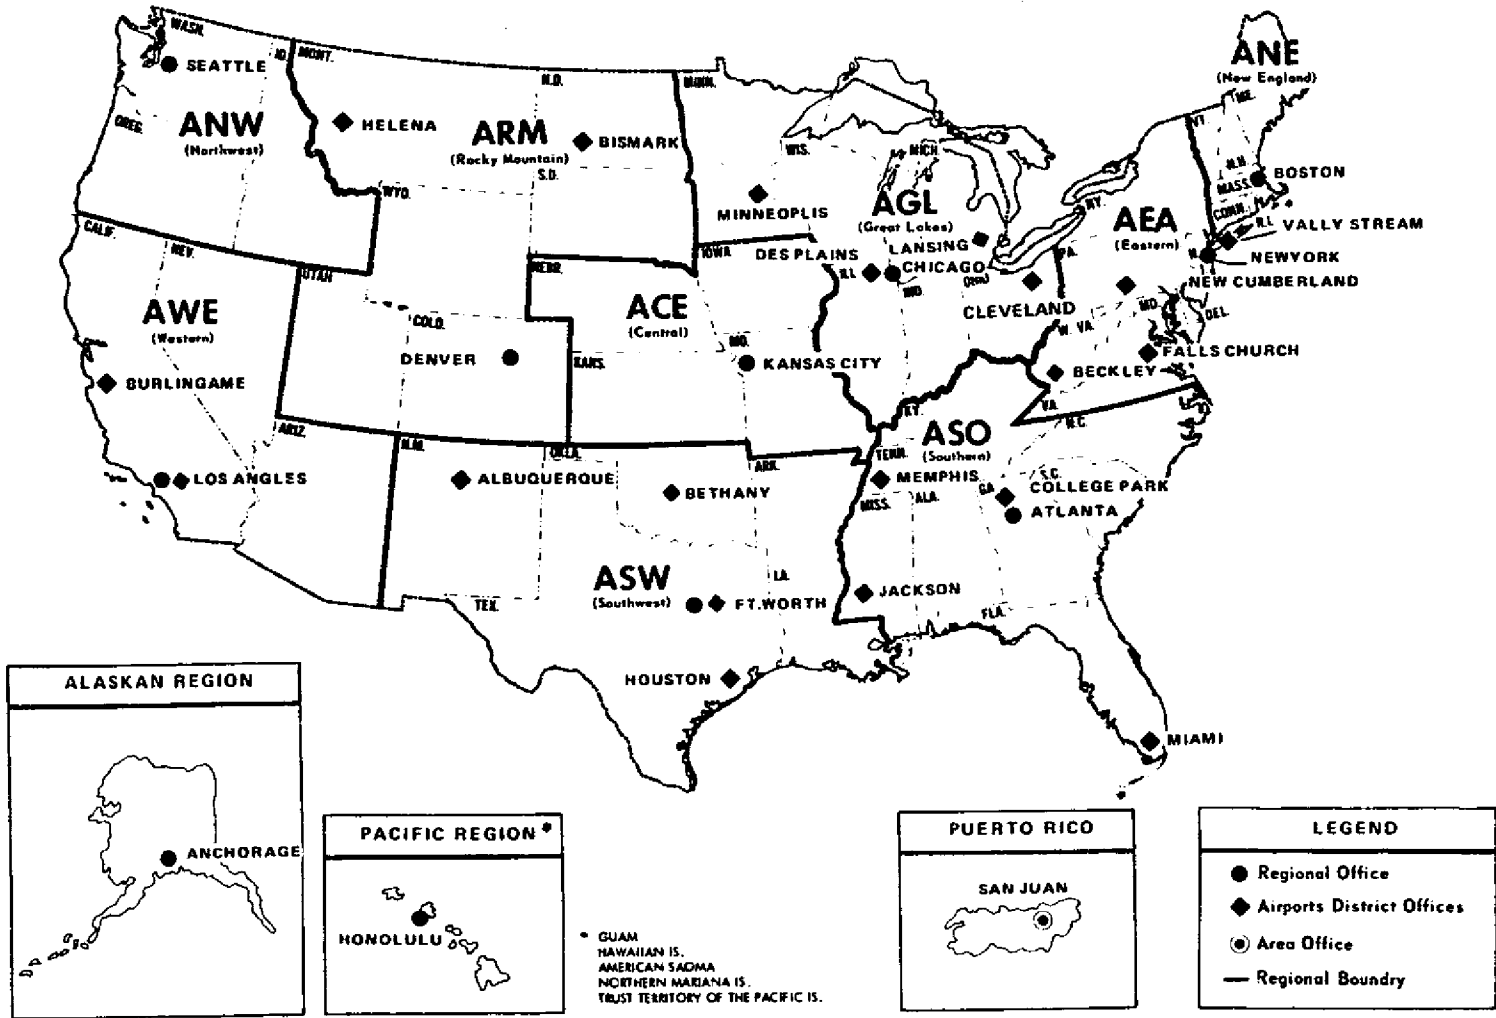 WASH.
SEATTLE
ID.
MONT.
N.D.
MINN.
ANE
(New England)
ME.
OREG.
ANW
(Northwest)
HELENA
ARM
(Rocky Mountain)
S.D.
BISMARK
WIS.
MICH.
VT.
N.H.
MASS.
BOSTON
CONN.
R.I.
WYO.
MINNEOPLIS
AGL
(Great Lakes)
N.Y.
AEA
(Eastern)
VALLY STREAM
CALIF.
NEV.
UTAH
NEBR.
IOWA
DES PLAINS
LANSING
ILL
CHICAGO
IND.
PA.
NEWYORK
NEW CUMBERLAND
AWE
(Western)
COLO.
ACE
(Central)
CLEVELAND
MD.
DEL.
W. VA.
DENVER
KANS.
MO.
KANSAS CITY
FALLS CHURCH
BURLINGAME
BECKLEY
VA.
ARIZ.
N.M.
OKLA.
ARK.
KY.
N.C.
ASO
(Southern)
TENN.
LOS ANGLES
ALBUQUERQUE
BETHANY
MEMPHIS
S.C.
MISS.
ALA.
GA
COLLEGE PARK
ATLANTA
ASW
(Southwest)
TEX.
LA.
FT. WORTH
JACKSON
FLA.
HOUSTON
MIAMI
ALASKAN REGION
ANCHORAGE
PACIFIC REGION *
HONOLULU
* GUAM
HAWAIIAN IS.
AMERICAN SAOMA
NORTHERN MARIANA IS.
TRUST TERRITORY OF THE PACIFIC IS.
PUERTO RICO
SAN JUAN
LEGEND
Regional Office
Airports District Offices
Area Office
Regional Boundry